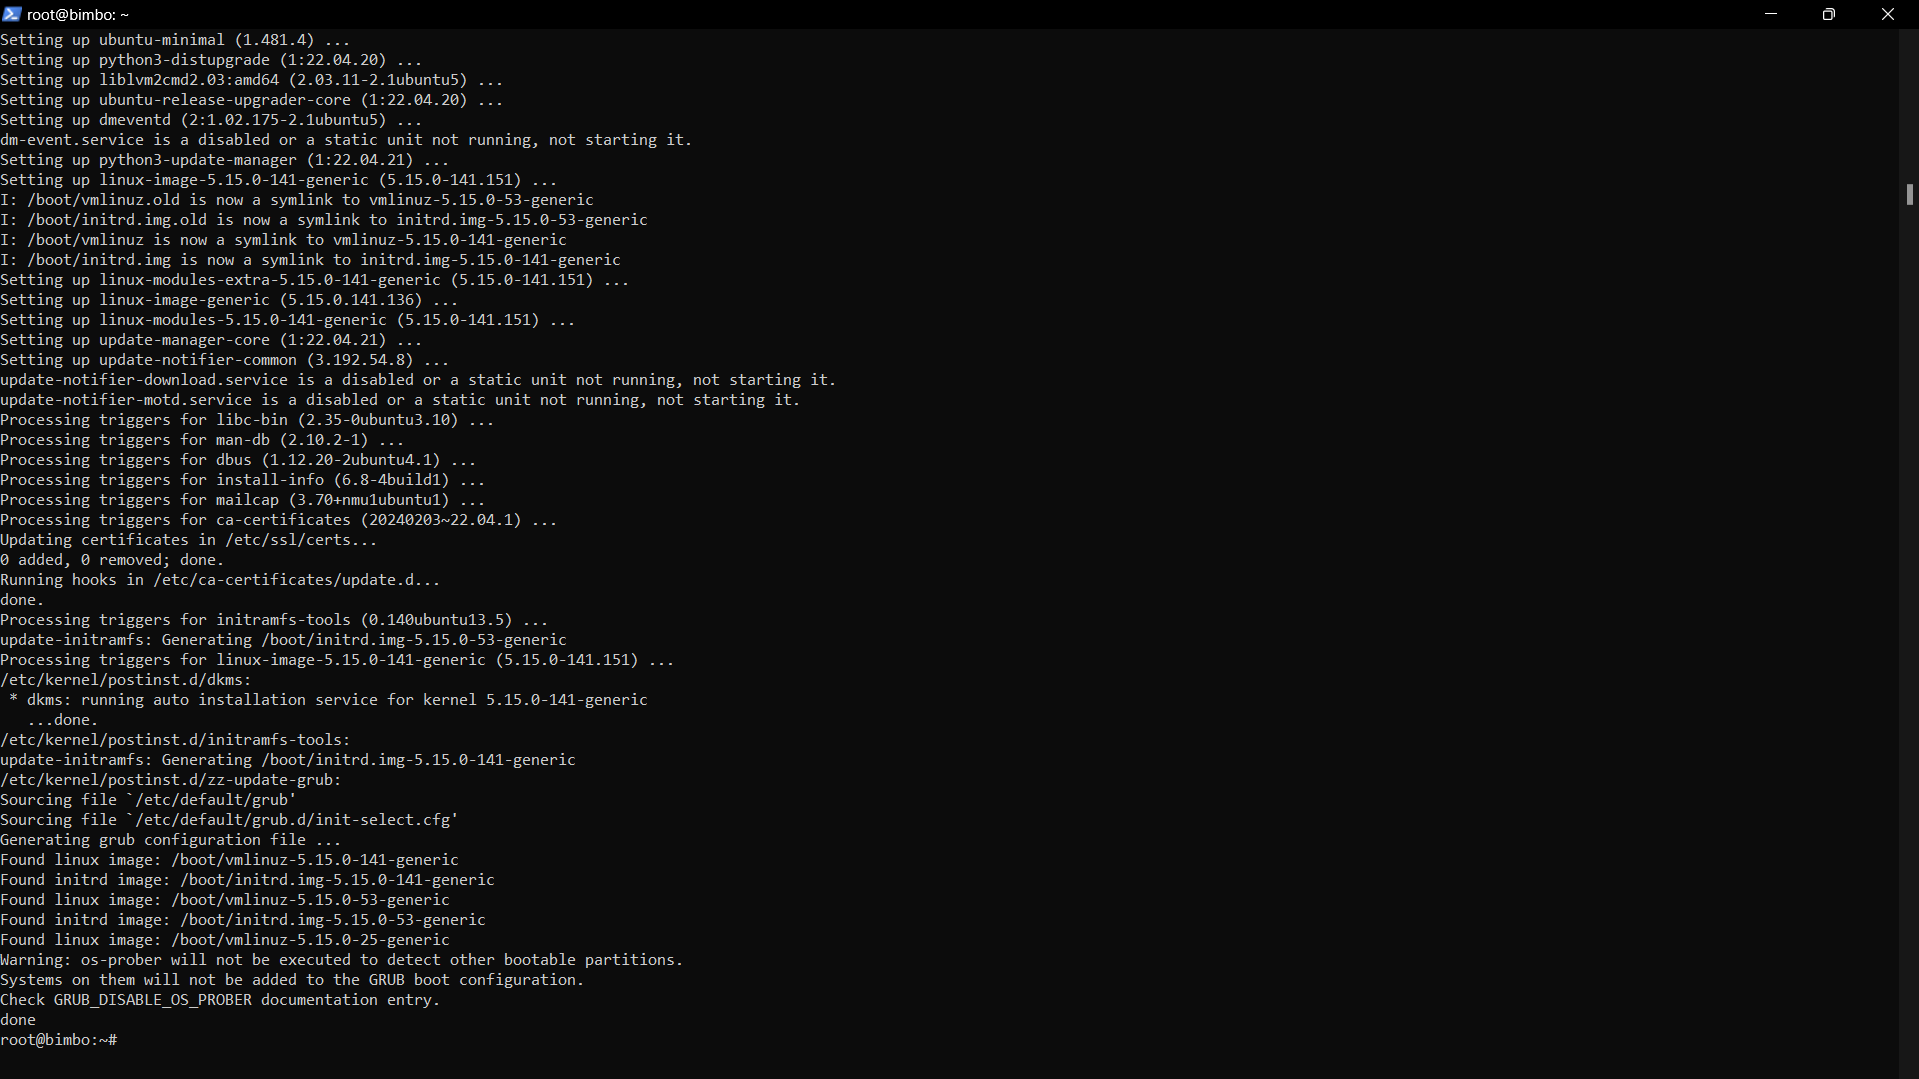 root@bimbo: ~
Setting up ubuntu-minimal (1.481.4) ...
Setting up python3-distupgrade (1:22.04.20) ...
Setting up liblvm2cmd2.03:amd64 (2.03.11-2.1ubuntu5) ...
Setting up ubuntu-release-upgrader-core (1:22.04.20) ...
Setting up dmeventd (2:1.02.175-2.1ubuntu5) ...
dm-event.service is a disabled or a static unit not running, not starting it.
Setting up python3-update-manager (1:22.04.21) ...
Setting up linux-image-5.15.0-141-generic (5.15.0-141.151) ...
I: /boot/vmlinuz.old is now a symlink to vmlinuz-5.15.0-53-generic
I: /boot/initrd.img.old is now a symlink to initrd.img-5.15.0-53-generic
I: /boot/vmlinuz is now a symlink to vmlinuz-5.15.0-141-generic
I: /boot/initrd.img is now a symlink to initrd.img-5.15.0-141-generic
Setting up linux-modules-extra-5.15.0-141-generic (5.15.0-141.151) ...
Setting up linux-image-generic (5.15.0.141.136) ...
Setting up linux-modules-5.15.0-141-generic (5.15.0-141.151) ...
Setting up update-manager-core (1:22.04.21) ...
Setting up update-notifier-common (3.192.54.8) ...
update-notifier-download.service is a disabled or a static unit not running, not starting it.
update-notifier-motd.service is a disabled or a static unit not running, not starting it.
Processing triggers for libc-bin (2.35-0ubuntu3.10) ...
Processing triggers for man-db (2.10.2-1) ...
Processing triggers for dbus (1.12.20-2ubuntu4.1) ...
Processing triggers for install-info (6.8-4build1) ...
Processing triggers for mailcap (3.70+nmu1ubuntu1) ...
Processing triggers for ca-certificates (20240203~22.04.1) ...
Updating certificates in /etc/ssl/certs...
0 added, 0 removed; done.
Running hooks in /etc/ca-certificates/update.d...
done.
Processing triggers for initramfs-tools (0.140ubuntu13.5) ...
update-initramfs: Generating /boot/initrd.img-5.15.0-53-generic
Processing triggers for linux-image-5.15.0-141-generic (5.15.0-141.151) ...
/etc/kernel/postinst.d/dkms:
 * dkms: running auto installation service for kernel 5.15.0-141-generic
   ...done.
/etc/kernel/postinst.d/initramfs-tools:
update-initramfs: Generating /boot/initrd.img-5.15.0-141-generic
/etc/kernel/postinst.d/zz-update-grub:
Sourcing file `/etc/default/grub'
Sourcing file `/etc/default/grub.d/init-select.cfg'
Generating grub configuration file ...
Found linux image: /boot/vmlinuz-5.15.0-141-generic
Found initrd image: /boot/initrd.img-5.15.0-141-generic
Found linux image: /boot/vmlinuz-5.15.0-53-generic
Found initrd image: /boot/initrd.img-5.15.0-53-generic
Found linux image: /boot/vmlinuz-5.15.0-25-generic
Warning: os-prober will not be executed to detect other bootable partitions.
Systems on them will not be added to the GRUB boot configuration.
Check GRUB_DISABLE_OS_PROBER documentation entry.
done
root@bimbo:~#